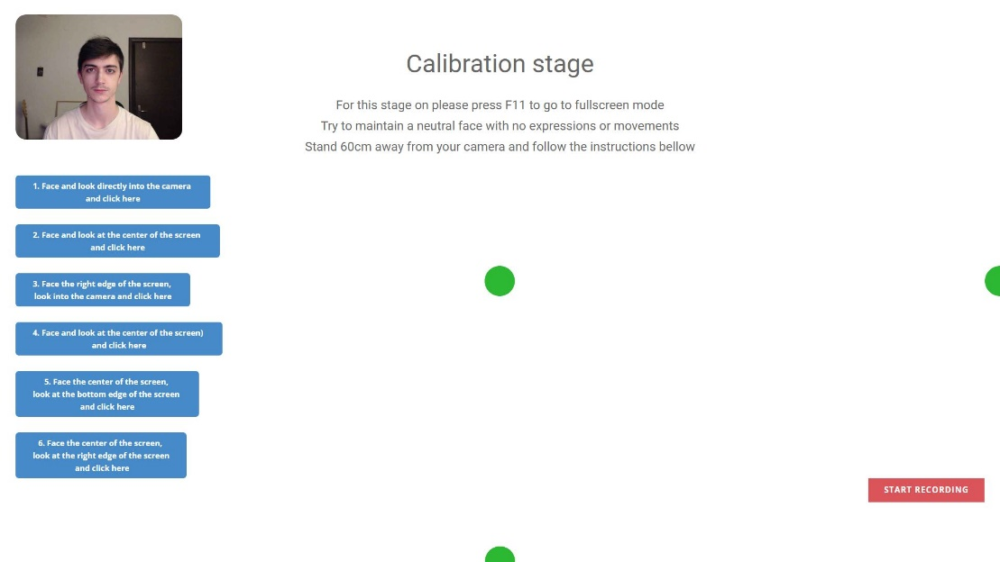 Calibration stage
For this stage on please press F11 to go to fullscreen mode
Try to maintain a neutral face with no expressions or movements
Stand 60cm away from your camera and follow the instructions bellow
1. Face and look directly into the camera
and click here
2. Face and look at the center of the screen
and click here
3. Face the right edge of the screen,
look into the camera and click here
4. Face and look at the center of the screen)
and click here
5. Face the center of the screen,
look at the bottom edge of the screen
and click here
6. Face the center of the screen,
look at the right edge of the screen
and click here
START RECORDING